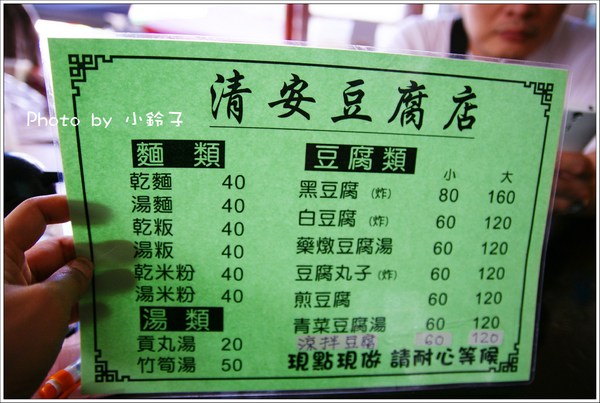 清安豆腐店
Photo by 小鈴子
麵類
乾麵 40
湯麵 40
乾粄 40
湯粄 40
乾米粉 40
湯米粉 40
湯類
貢丸湯 20
竹筍湯 50
豆腐類 小 大
黑豆腐(炸) 80 160
白豆腐(炸) 60 120
藥燉豆腐湯 60 120
豆腐丸子(炸) 60 120
煎豆腐 60 120
青菜豆腐湯 60 120
涼拌豆腐 60 120
現點現做 請耐心等候